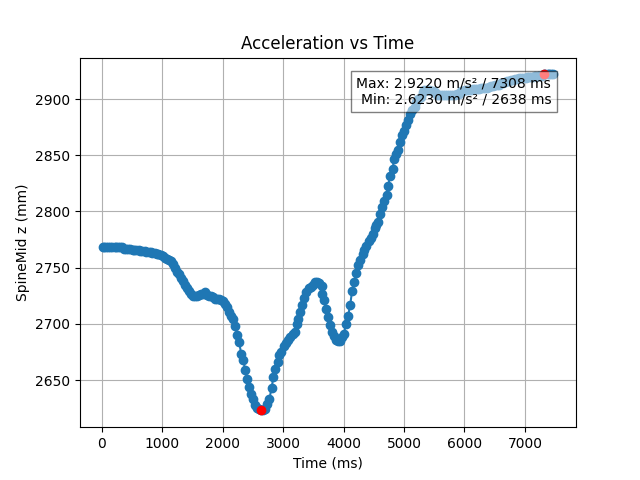 Acceleration vs Time
Max: 2.9220 m/s² / 7308 ms
Min: 2.6230 m/s² / 2638 ms
SpineMid z (mm)
2900
2850
2800
2750
2700
2650
0 1000 2000 3000 4000 5000 6000 7000
Time (ms)